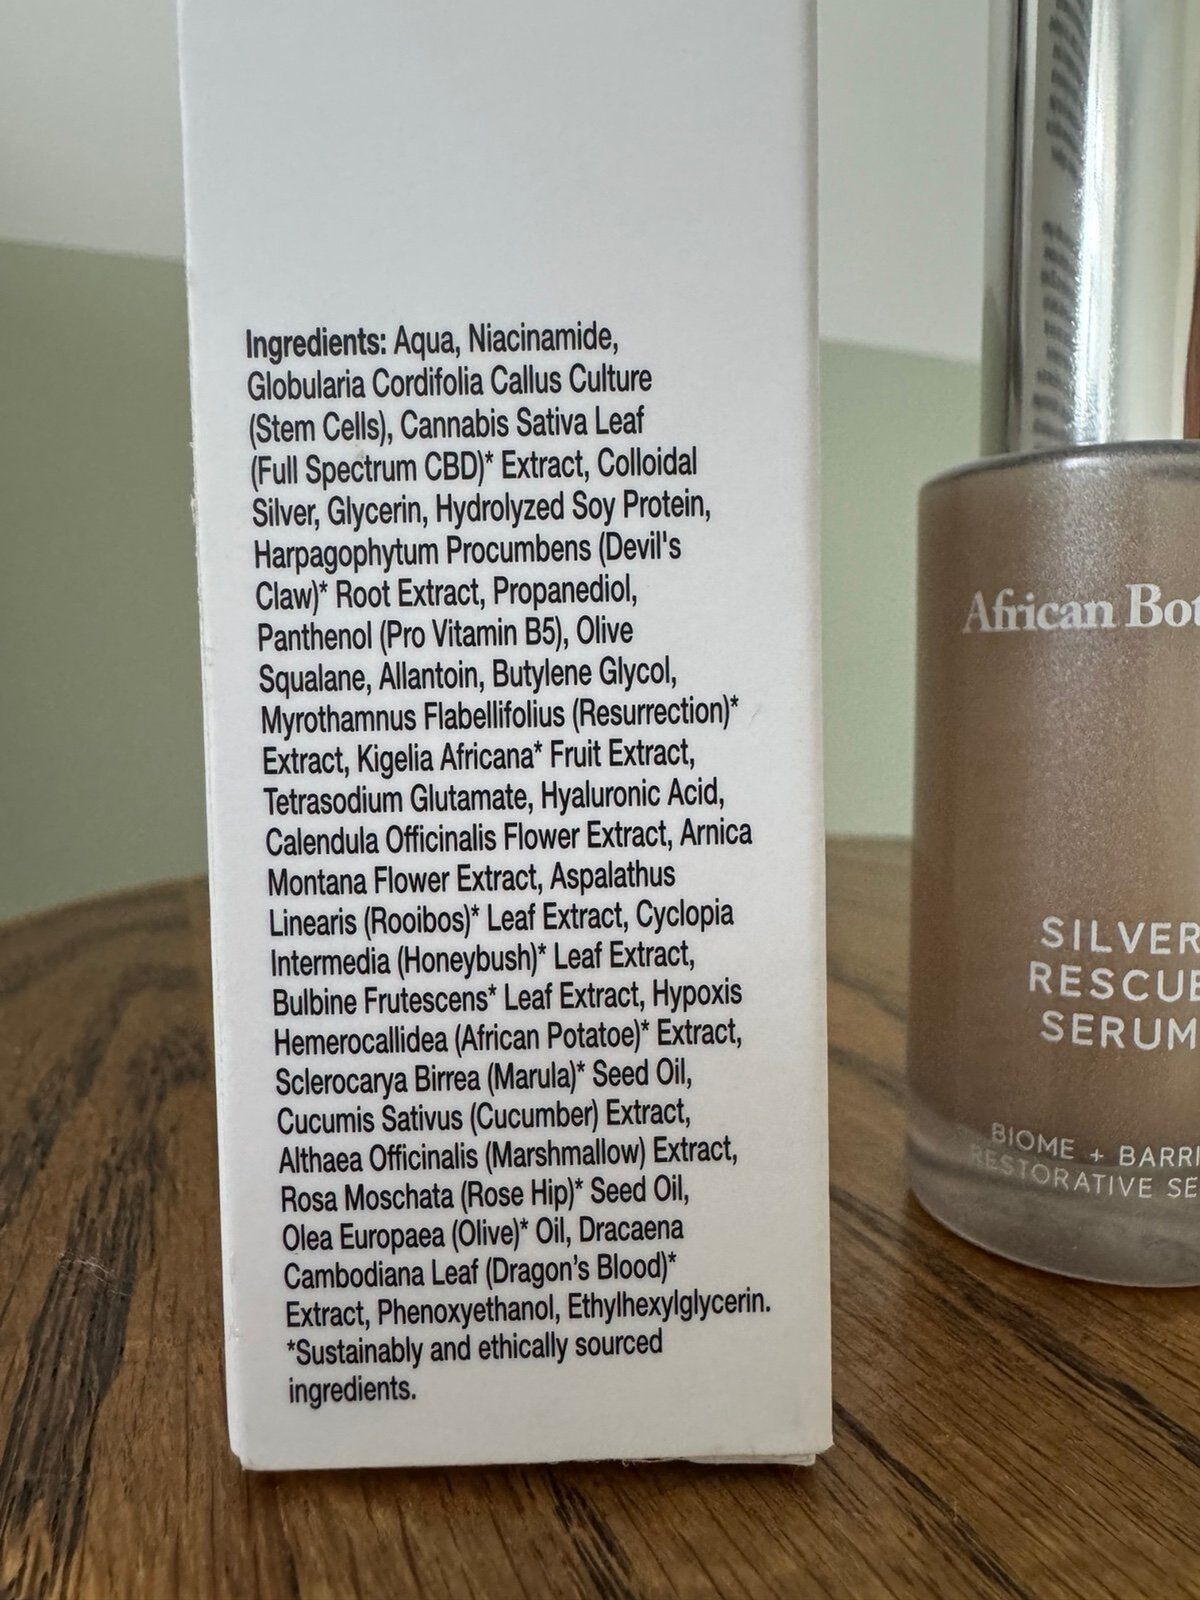 Ingredients: Aqua, Niacinamide,
Globularia Cordifolia Callus Culture
(Stem Cells), Cannabis Sativa Leaf
(Full Spectrum CBD)* Extract, Colloidal
Silver, Glycerin, Hydrolyzed Soy Protein,
Harpagophytum Procumbens (Devil's
Claw)* Root Extract, Propanediol,
Panthenol (Pro Vitamin B5), Olive
Squalane, Allantoin, Butylene Glycol,
Myrothamnus Flabellifolius (Resurrection)*
Extract, Kigelia Africana* Fruit Extract,
Tetrasodium Glutamate, Hyaluronic Acid,
Calendula Officinalis Flower Extract, Arnica
Montana Flower Extract, Aspalathus
Linearis (Rooibos)* Leaf Extract, Cyclopia
Intermedia (Honeybush)* Leaf Extract,
Bulbine Frutescens* Leaf Extract, Hypoxis
Hemerocallidea (African Potatoe)* Extract,
Sclerocarya Birrea (Marula)* Seed Oil,
Cucumis Sativus (Cucumber) Extract,
Althaea Officinalis (Marshmallow) Extract,
Rosa Moschata (Rose Hip)* Seed Oil,
Olea Europaea (Olive)* Oil, Dracaena
Cambodiana Leaf (Dragon's Blood)*
Extract, Phenoxyethanol, Ethylhexylglycerin.
*Sustainably and ethically sourced
ingredients.
African Bot
SILVER
RESCUE
SERUM
BIOME + BARRI
RESTORATIVE SE